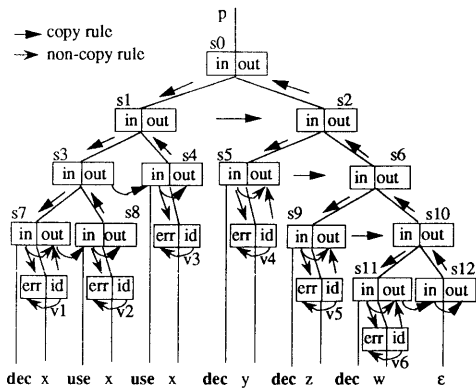 p
copy rule
non-copy rule
s0
in out
s1 s2
in out in out
s3 s4 s5 s6
in out in out in out in out
s7 s8 s9 s10
in out in out err id err id in out in out
v3 v4
s11 s12
err id err id err id in out in out
v1 v2 v5
err id
v6
dec x use x use x dec y dec z dec w ε